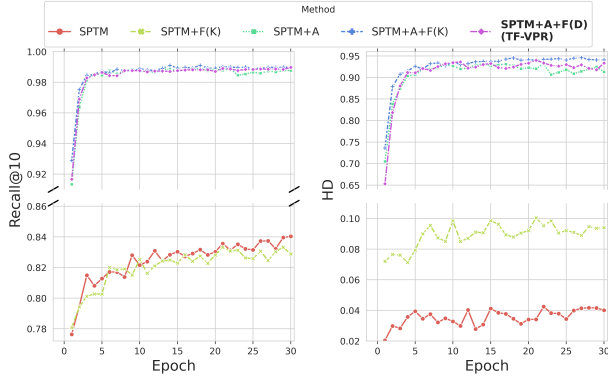 Method
SPTM SPTM+F(K) SPTM+A SPTM+A+F(K) SPTM+A+F(D)
(TF-VPR)
1.00
0.98
0.96
0.94
0.92
0.86
0.84
0.82
0.80
0.78
Recall@10
0 5 10 15 20 25 30
Epoch
0.95
0.90
0.85
0.80
0.75
0.70
0.65
0.10
0.08
0.06
0.04
0.02
HD
0 5 10 15 20 25 30
Epoch